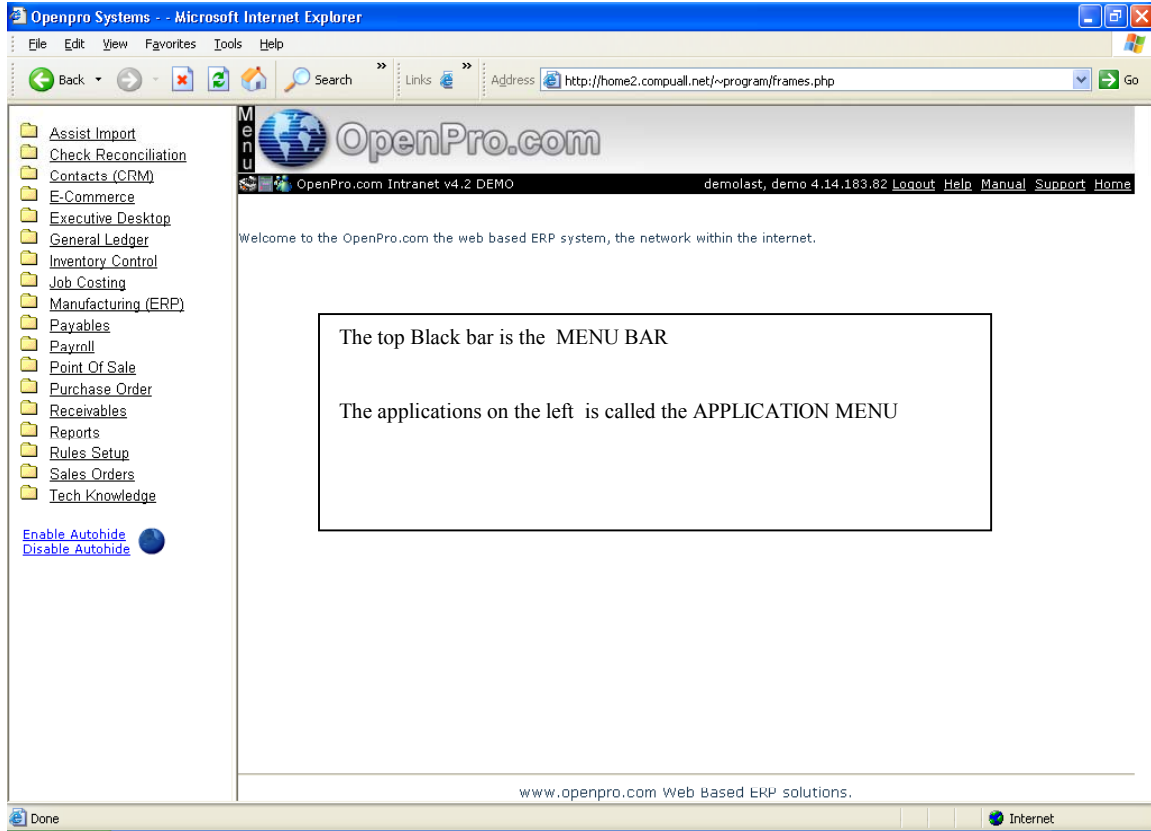 Openpro Systems - - Microsoft Internet Explorer
File Edit View Favorites Tools Help
Back Search » Links » Address http://home2.compuall.net/~program/frames.php Go
Assist Import
Check Reconciliation
Contacts (CRM)
E-Commerce
Executive Desktop
General Ledger
Inventory Control
Job Costing
Manufacturing (ERP)
Payables
Payroll
Point Of Sale
Purchase Order
Receivables
Reports
Rules Setup
Sales Orders
Tech Knowledge
Enable Autohide
Disable Autohide
Menu
OpenPro.com
OpenPro.com Intranet v4.2 DEMO demolast, demo 4.14.183.82 Logout Help Manual Support Home
Welcome to the OpenPro.com the web based ERP system, the network within the internet.
The top Black bar is the MENU BAR
The applications on the left is called the APPLICATION MENU
www.openpro.com Web Based ERP solutions.
Done Internet